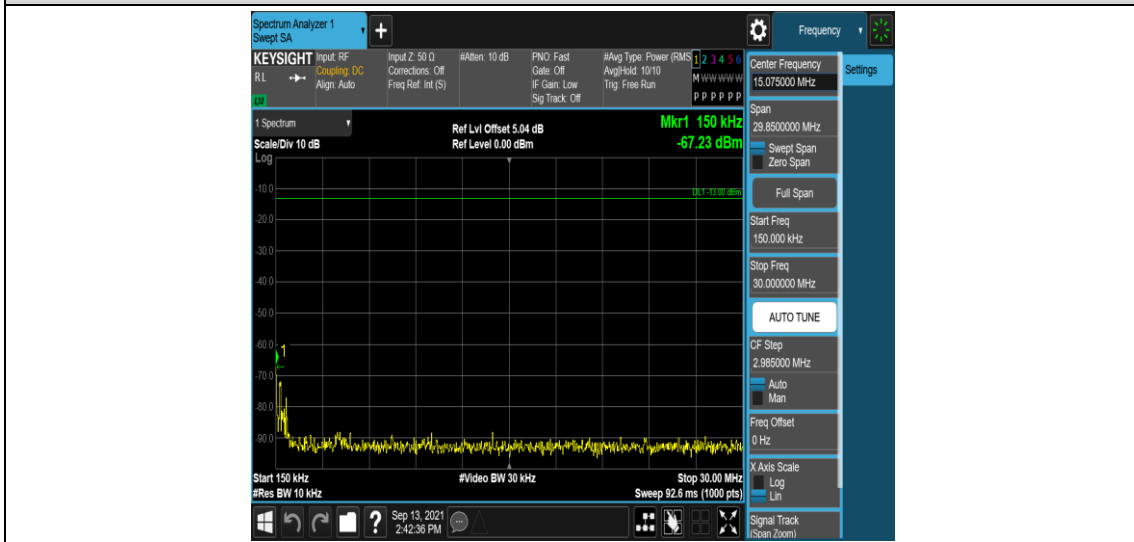 Spectrum Analyzer 1
Swept SA
+
Frequency
KEYSIGHT
RL
LXI
Input: RF
Coupling: DC
Align: Auto
Input Z: 50 Ω
Corrections: Off
Freq Ref: Int (S)
#Atten: 10 dB
PNO: Fast
Gate: Off
IF Gain: Low
Sig Track: Off
#Avg Type: Power (RMS
Avg|Hold: 10/10
Trig: Free Run
1 2 3 4 5 6
M W W W W W
P P P P P P
Center Frequency
15.075000 MHz
Settings
Span
29.8500000 MHz
Swept Span
Zero Span
Full Span
Start Freq
150.000 kHz
Stop Freq
30.000000 MHz
AUTO TUNE
CF Step
2.985000 MHz
Auto
Man
Freq Offset
0 Hz
X Axis Scale
Log
Lin
Signal Track
(Span Zoom)
1 Spectrum
Scale/Div 10 dB
Log
Ref Lvl Offset 5.04 dB
Ref Level 0.00 dBm
Mkr1 150 kHz
-67.23 dBm
DL1 -13.00 dBm
-10.0
-20.0
-30.0
-40.0
-50.0
-60.0
1
-70.0
-80.0
-90.0
Start 150 kHz
#Res BW 10 kHz
#Video BW 30 kHz
Stop 30.00 MHz
Sweep 92.6 ms (1000 pts)
?
Sep 13, 2021
2:42:36 PM